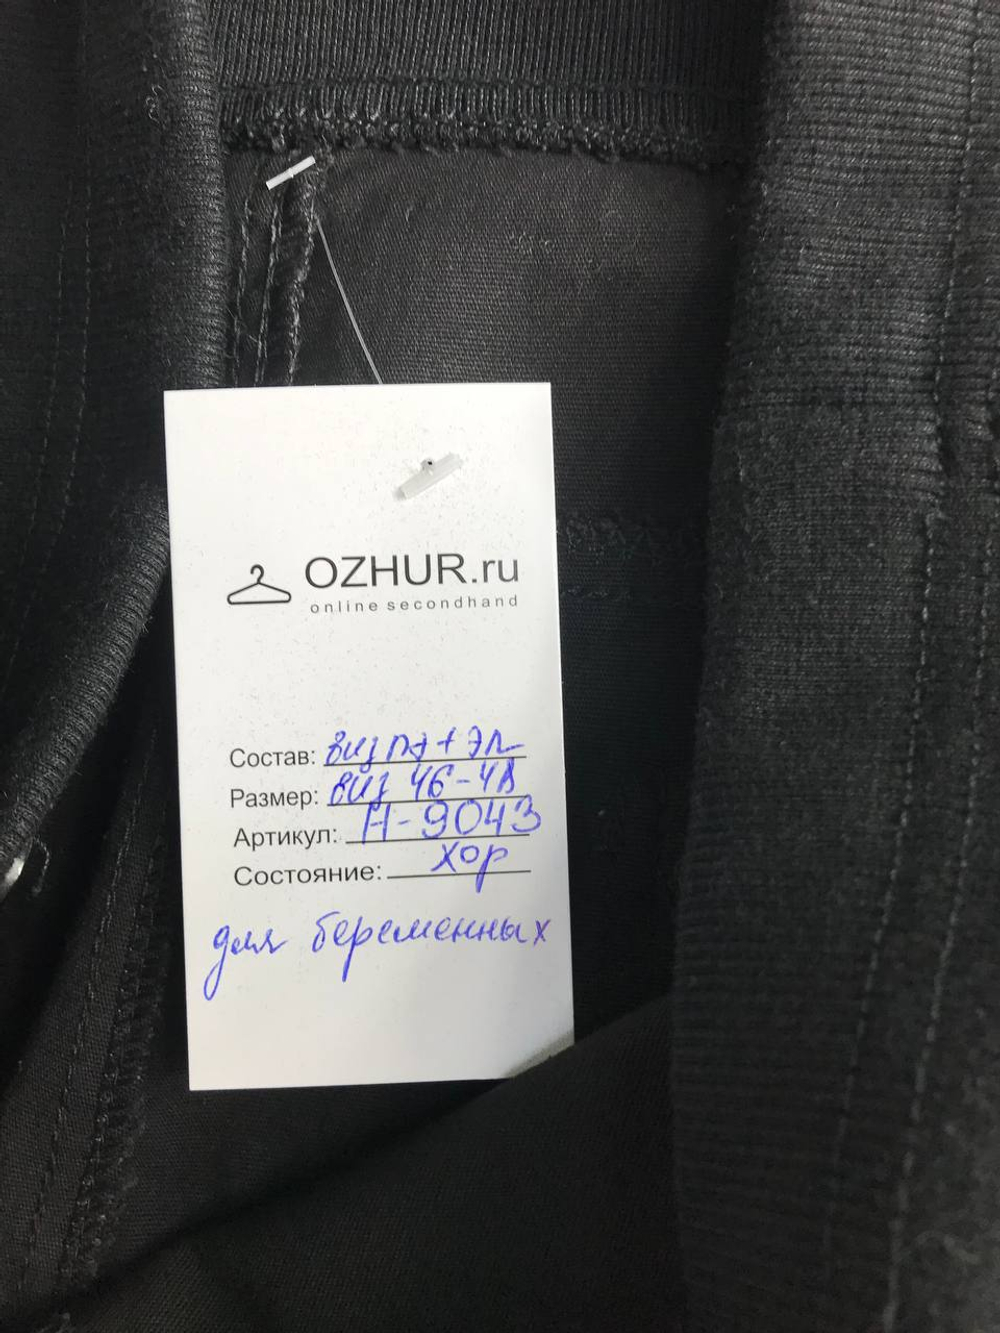 OZHUR.ru
online secondhand
Состав: виз пэ + эл
Размер: виз 46-48
Артикул: Н-9043
Состояние: хор
для беременных